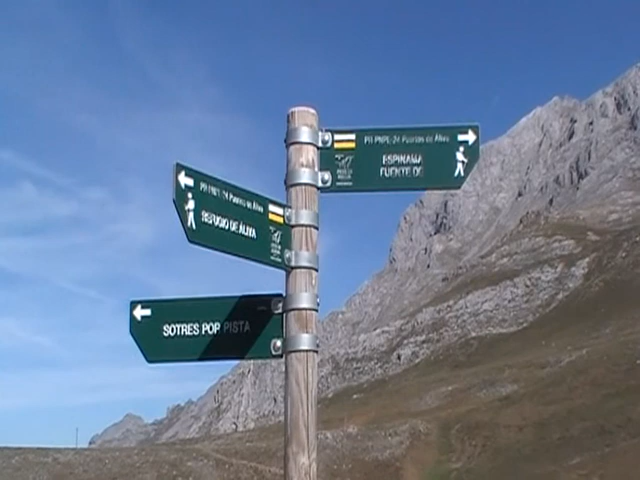 PR PNPE-24 Puertos de Áliva
ESPINAMA
FUENTE DE
PR PNPE-24 Puertos de Áliva
REFUGIO DE ÁLIVA
SOTRES POR PISTA